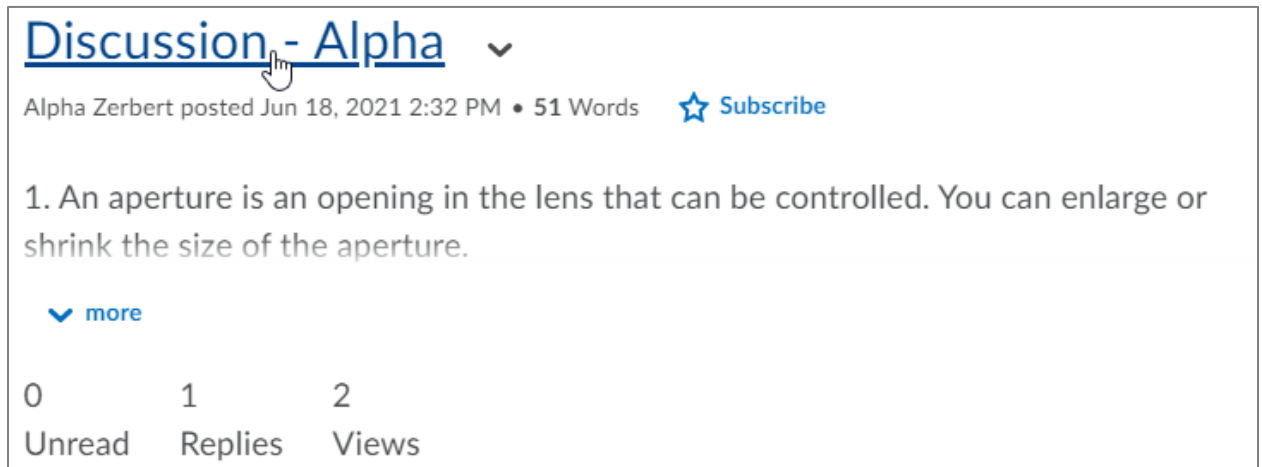 Discussion - Alpha
Alpha Zerbert posted Jun 18, 2021 2:32 PM • 51 Words Subscribe
1. An aperture is an opening in the lens that can be controlled. You can enlarge or
shrink the size of the aperture.
more
0 1 2
Unread Replies Views